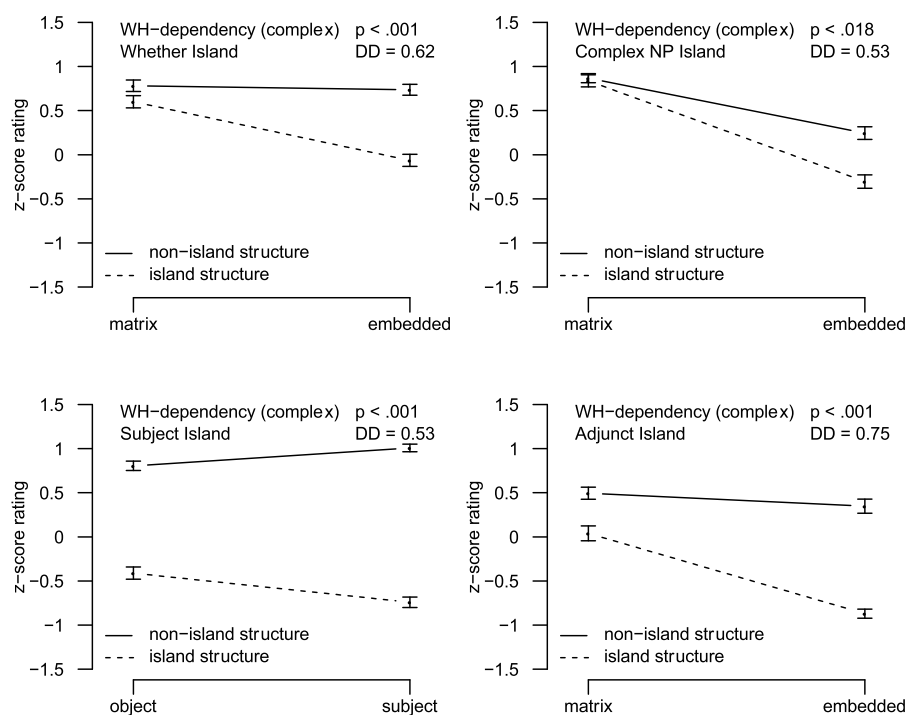 WH−dependency (complex) p < .001
Whether Island DD = 0.62
1.5
1
0.5
0
−0.5
−1
−1.5
z−score rating
non−island structure
island structure
matrix embedded
WH−dependency (complex) p < .018
Complex NP Island DD = 0.53
1.5
1
0.5
0
−0.5
−1
−1.5
z−score rating
non−island structure
island structure
matrix embedded
WH−dependency (complex) p < .001
Subject Island DD = 0.53
1.5
1
0.5
0
−0.5
−1
−1.5
z−score rating
non−island structure
island structure
object subject
WH−dependency (complex) p < .001
Adjunct Island DD = 0.75
1.5
1
0.5
0
−0.5
−1
−1.5
z−score rating
non−island structure
island structure
matrix embedded